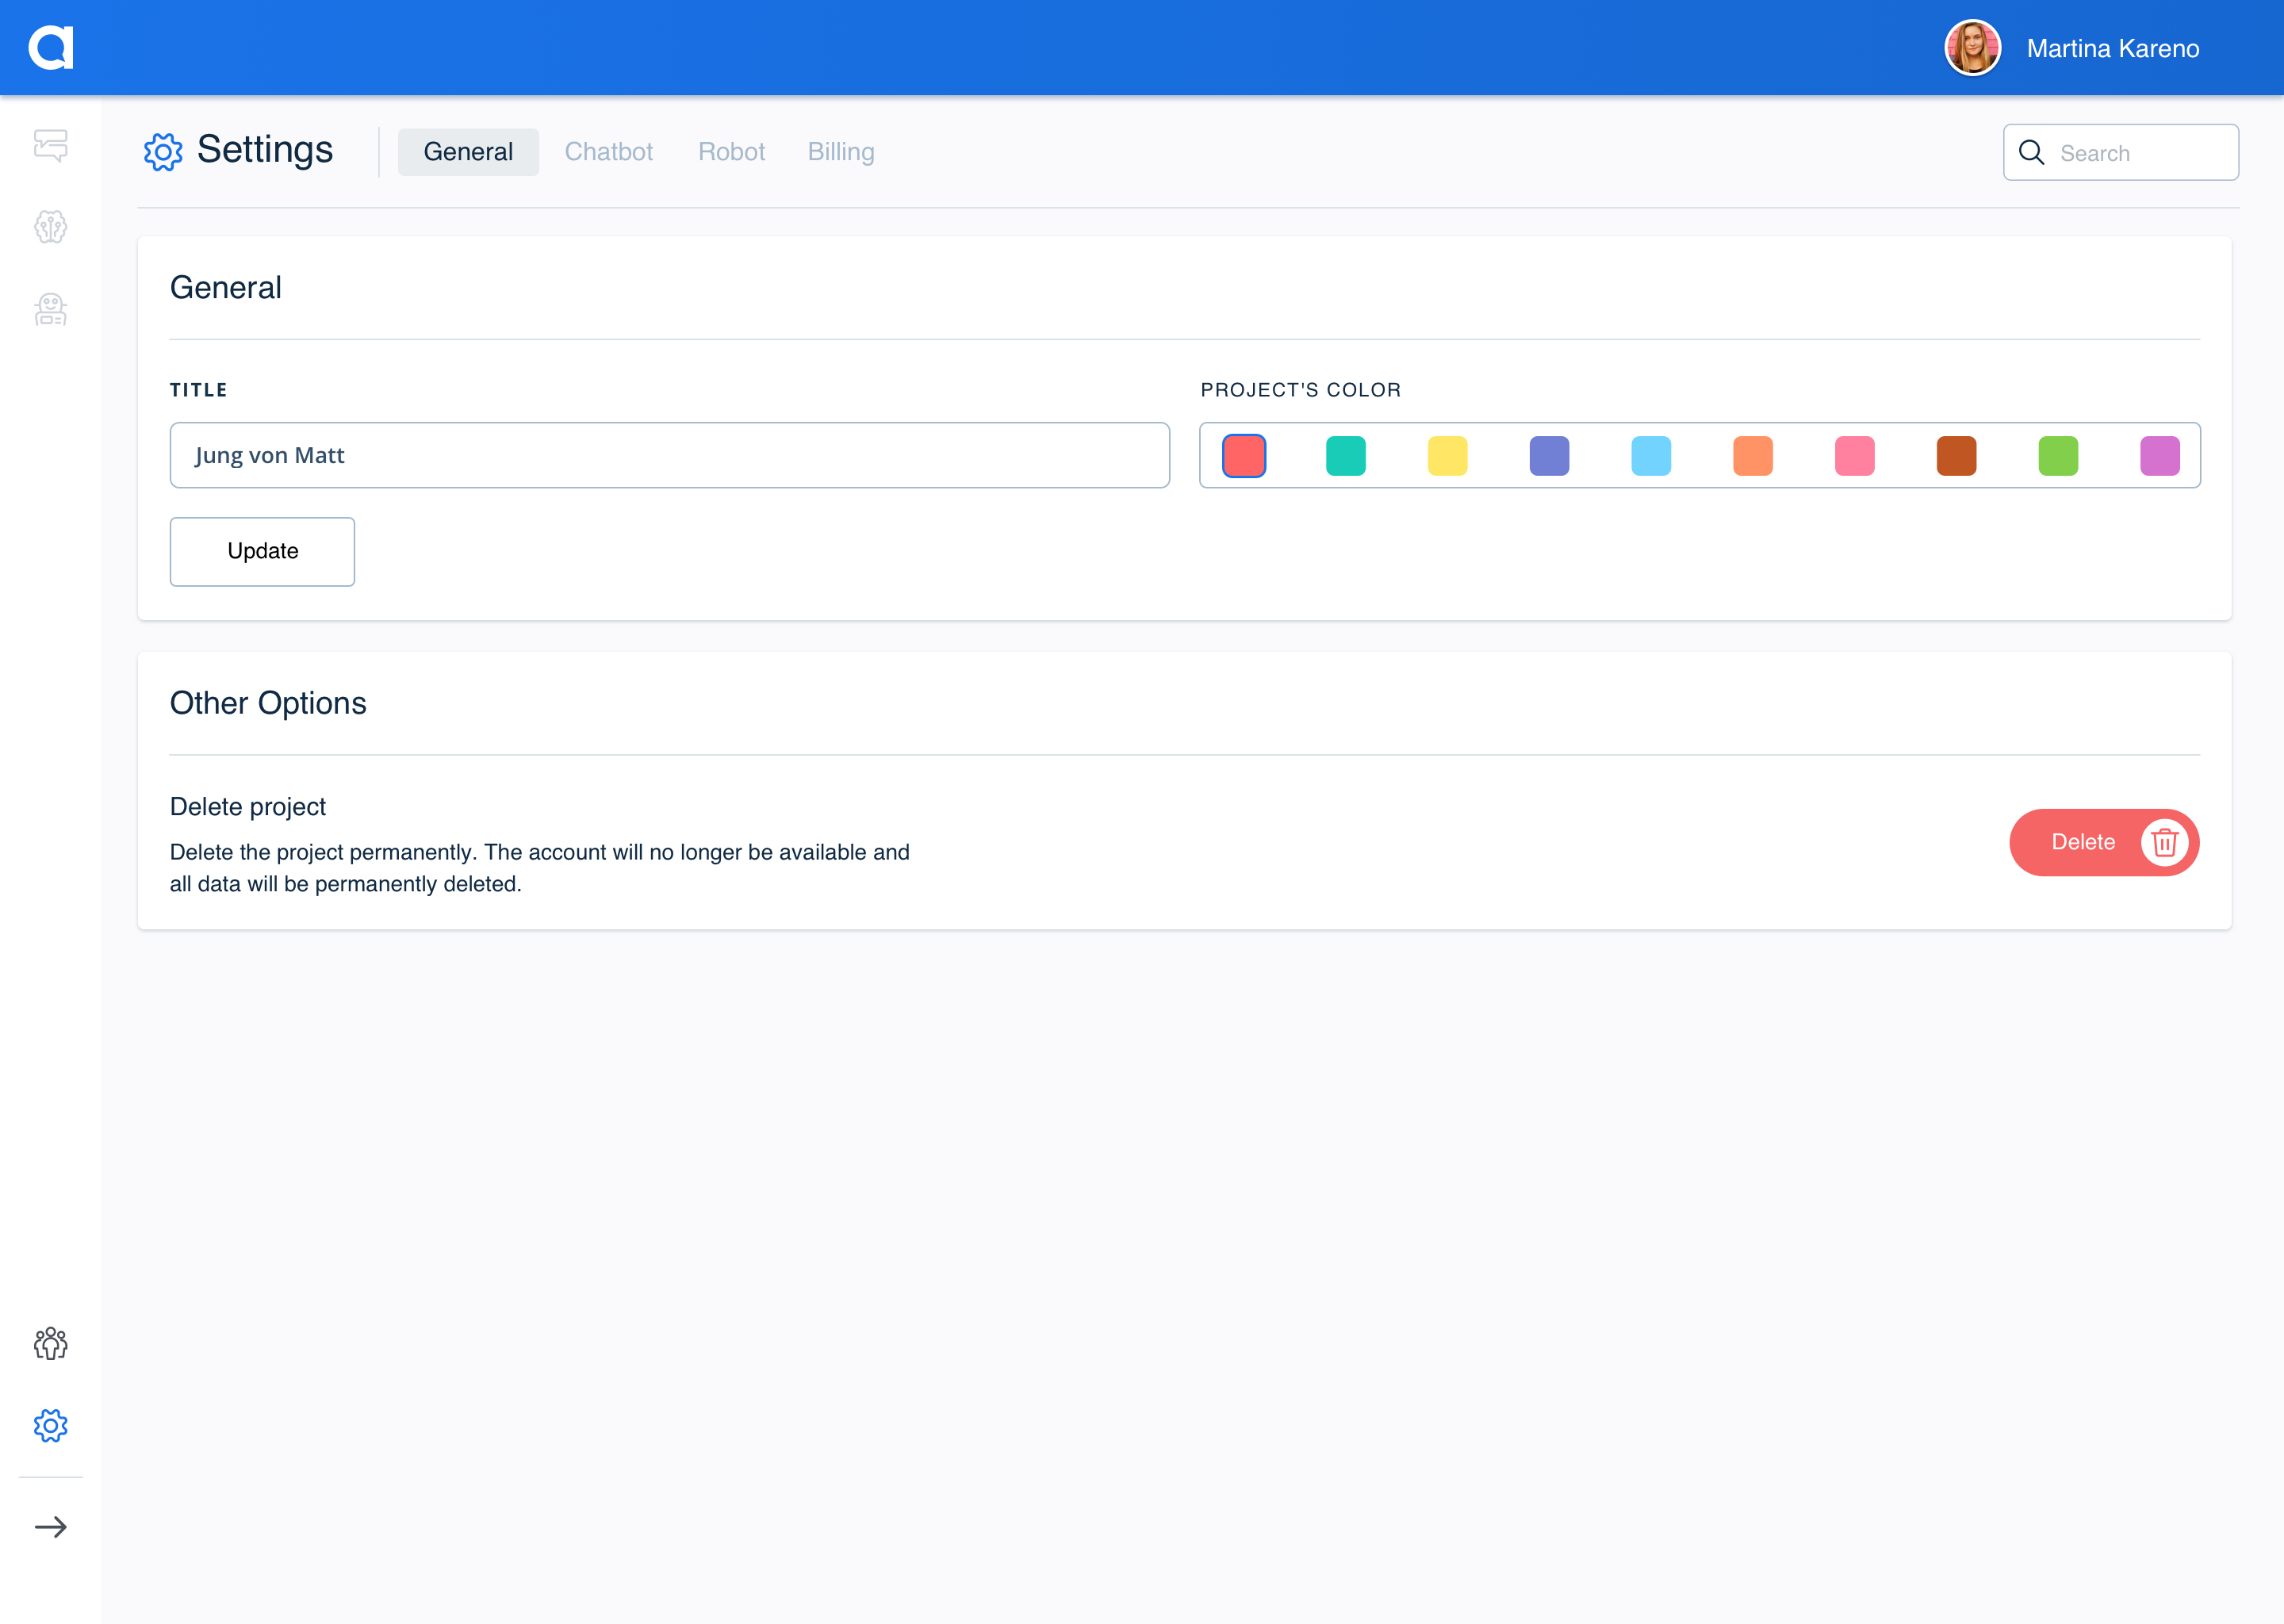 Martina Kareno
Settings
General
Chatbot
Robot
Billing
Search
General
TITLE
PROJECT'S COLOR
Jung von Matt
Update
Other Options
Delete project
Delete the project permanently. The account will no longer be available and
all data will be permanently deleted.
Delete